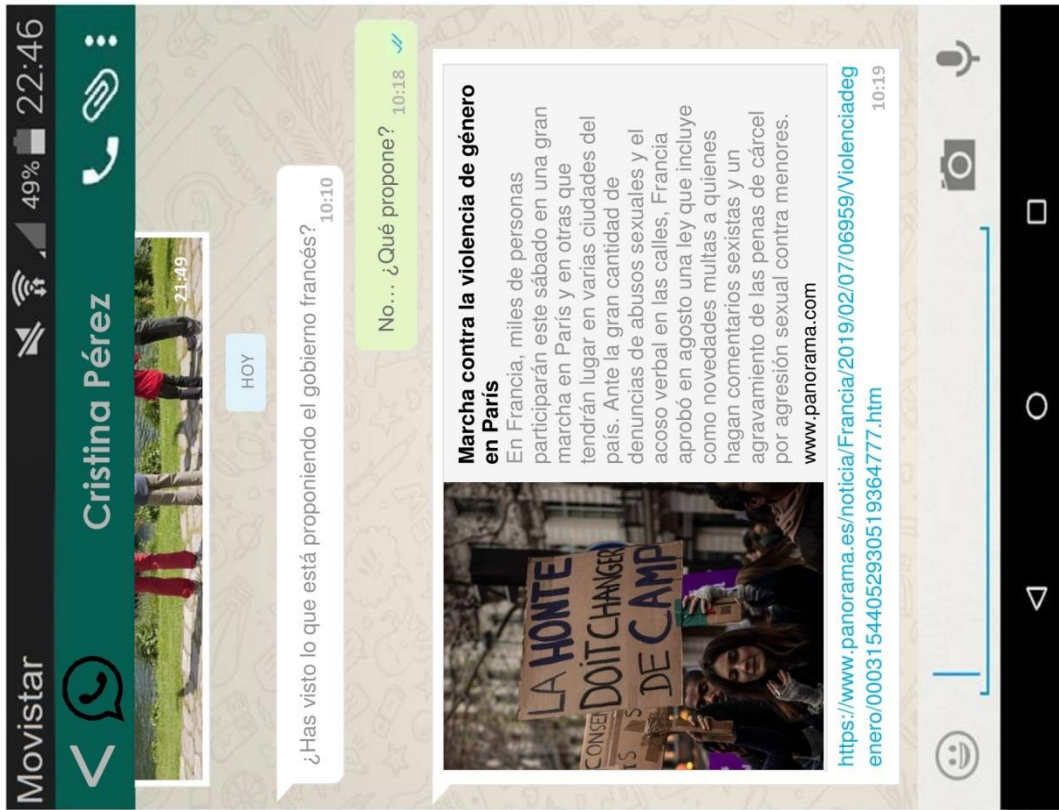 Movistar
49%
22:46
Cristina Pérez
21:49
HOY
¿Has visto lo que está proponiendo el gobierno francés?
10:10
No... ¿Qué propone?
10:18
LA HONTE
DOIT CHANGER
DE CAMP
CONSE
Marcha contra la violencia de género
en París
En Francia, miles de personas
participarán este sábado en una gran
marcha en París y en otras que
tendrán lugar en varias ciudades del
país. Ante la gran cantidad de
denuncias de abusos sexuales y el
acoso verbal en las calles, Francia
aprobó en agosto una ley que incluye
como novedades multas a quienes
hagan comentarios sexistas y un
agravamiento de las penas de cárcel
por agresión sexual contra menores.
www.panorama.com
https://www.panorama.es/noticia/Francia/2019/02/07/06959/Violenciadeg
enero/00031544052930519364777.htm
10:19